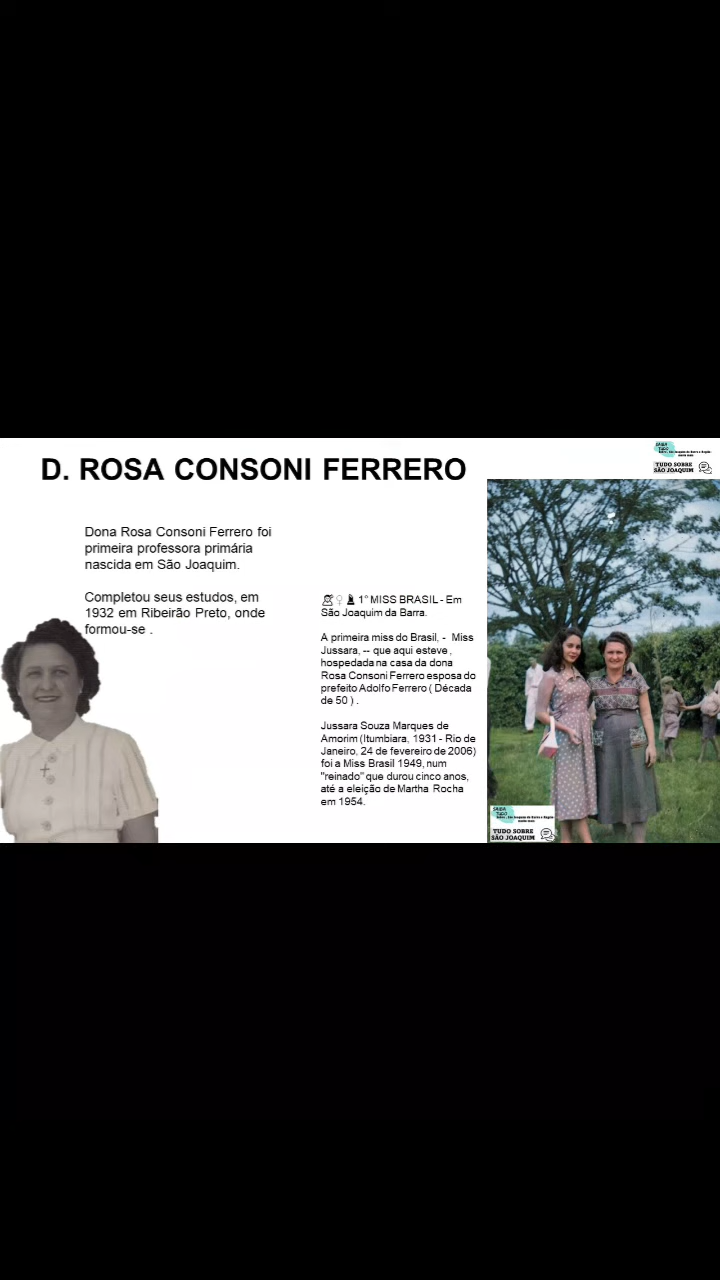 D. ROSA CONSONI FERRERO
Dona Rosa Consoni Ferrero foi
primeira professora primária
nascida em São Joaquim.
Completou seus estudos, em
1932 em Ribeirão Preto, onde
formou-se .
1° MISS BRASIL - Em
São Joaquim da Barra.
A primeira miss do Brasil, - Miss
Jussara, -- que aqui esteve ,
hospedada na casa da dona
Rosa Consoni Ferrero esposa do
prefeito Adolfo Ferrero ( Década
de 50 ) .
Jussara Souza Marques de
Amorim (Itumbiara, 1931 - Rio de
Janeiro, 24 de fevereiro de 2006)
foi a Miss Brasil 1949, num
"reinado" que durou cinco anos,
até a eleição de Martha Rocha
em 1954.
TUDO SOBRE
SÃO JOAQUIM
TUDO SOBRE
SÃO JOAQUIM